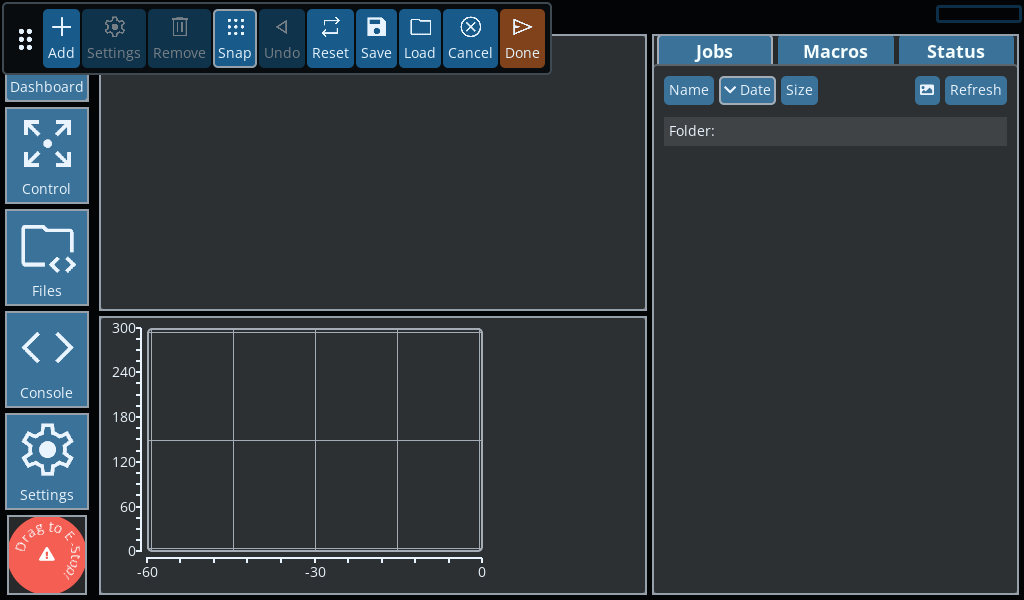 Add Settings Remove Snap Undo Reset Save Load Cancel Done
Dashboard
Control
Files
Console
Settings
Drag to E-Stop!
300
240
180
120
60
0
-60 -30 0
Jobs Macros Status
Name Date Size Refresh
Folder: